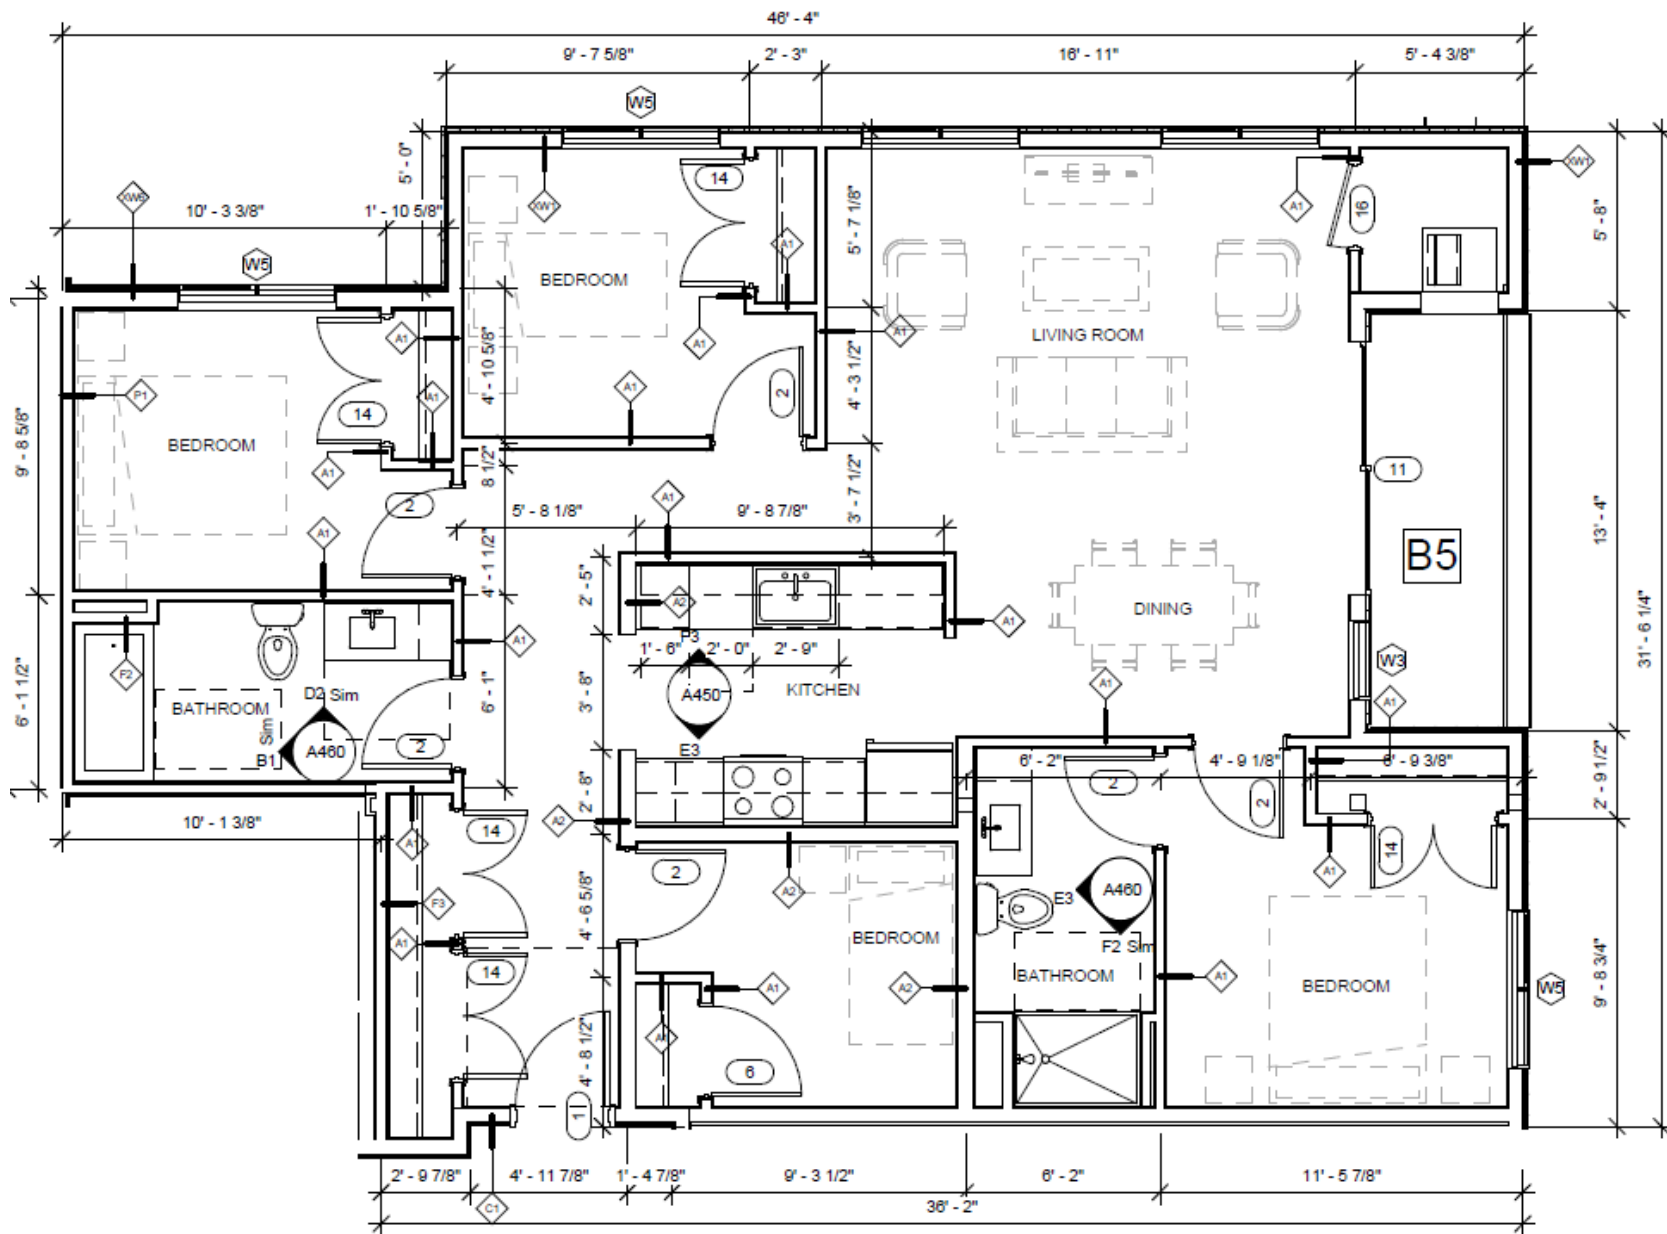 46' - 4"
9' - 7 5/8"
2' - 3"
16' - 11"
5' - 4 3/8"
W5
5' - 0"
14
XW1
A1
16
XW1
XW6
10' - 3 3/8"
1' - 10 5/8"
XW1
A1
5' - 7 1/8"
5' - 8"
W5
BEDROOM
A1
A1
A1
LIVING ROOM
A1
4' - 10 5/8"
4' - 3 1/2"
P1
A1
A1
2
14
BEDROOM
9' - 8 5/8"
A1
8 1/2"
11
2
A1
5' - 8 1/8"
9' - 8 7/8"
3' - 7 1/2"
13' - 4"
A1
B5
4' - 1 1/2"
2' - 5"
A2
DINING
A1
A1
31' - 6 1/4"
P3
1' - 6"
2' - 0"
2' - 9"
W3
F2
6' - 1 1/2"
D2 Sim
BATHROOM
Sim
B1
A460
6' - 1"
3' - 8"
A450
KITCHEN
A1
A1
2
E3
6' - 2"
4' - 9 1/8"
6' - 9 3/8"
2
2
2' - 8"
2' - 9 1/2"
10' - 1 3/8"
A2
14
A1
14
A1
2
A2
F3
A460
E3
4' - 6 5/8"
BEDROOM
F2 Sim
A1
14
BATHROOM
A1
A1
A2
BEDROOM
W5
9' - 8 3/4"
A1
4' - 8 1/2"
6
1
2' - 9 7/8"
4' - 11 7/8"
1' - 4 7/8"
9' - 3 1/2"
6' - 2"
11' - 5 7/8"
C1
36' - 2"